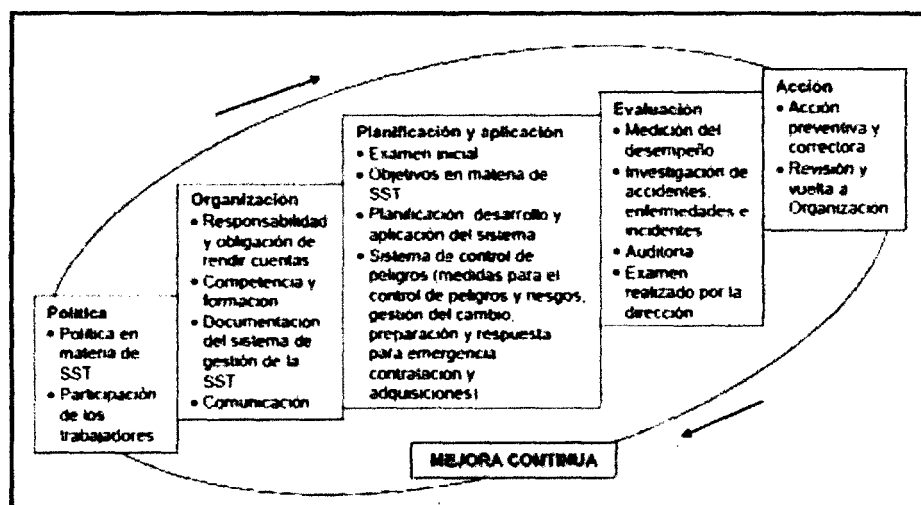 Política
• Política en
materia de
SST
• Participación
de los
trabajadores
Organización
• Responsabilidad
y obligación de
rendir cuentas
• Competencia y
formación
• Documentación
del sistema de
gestión de la
SST
• Comunicación
Planificación y aplicación
• Examen inicial
• Objetivos en materia de
SST
• Planificación desarrollo y
aplicación del sistema
• Sistema de control de
peligros (medidas para el
control de peligros y riesgos,
gestión del cambio,
preparación y respuesta
para emergencia
contratación y
adquisiciones)
Evaluación
• Medición del
desempeño
• Investigación de
accidentes,
enfermedades e
incidentes
• Auditoria
• Examen
realizado por la
dirección
Acción
• Acción
preventiva y
correctora
• Revisión y
vuelta a
Organización
MEJORA CONTINUA